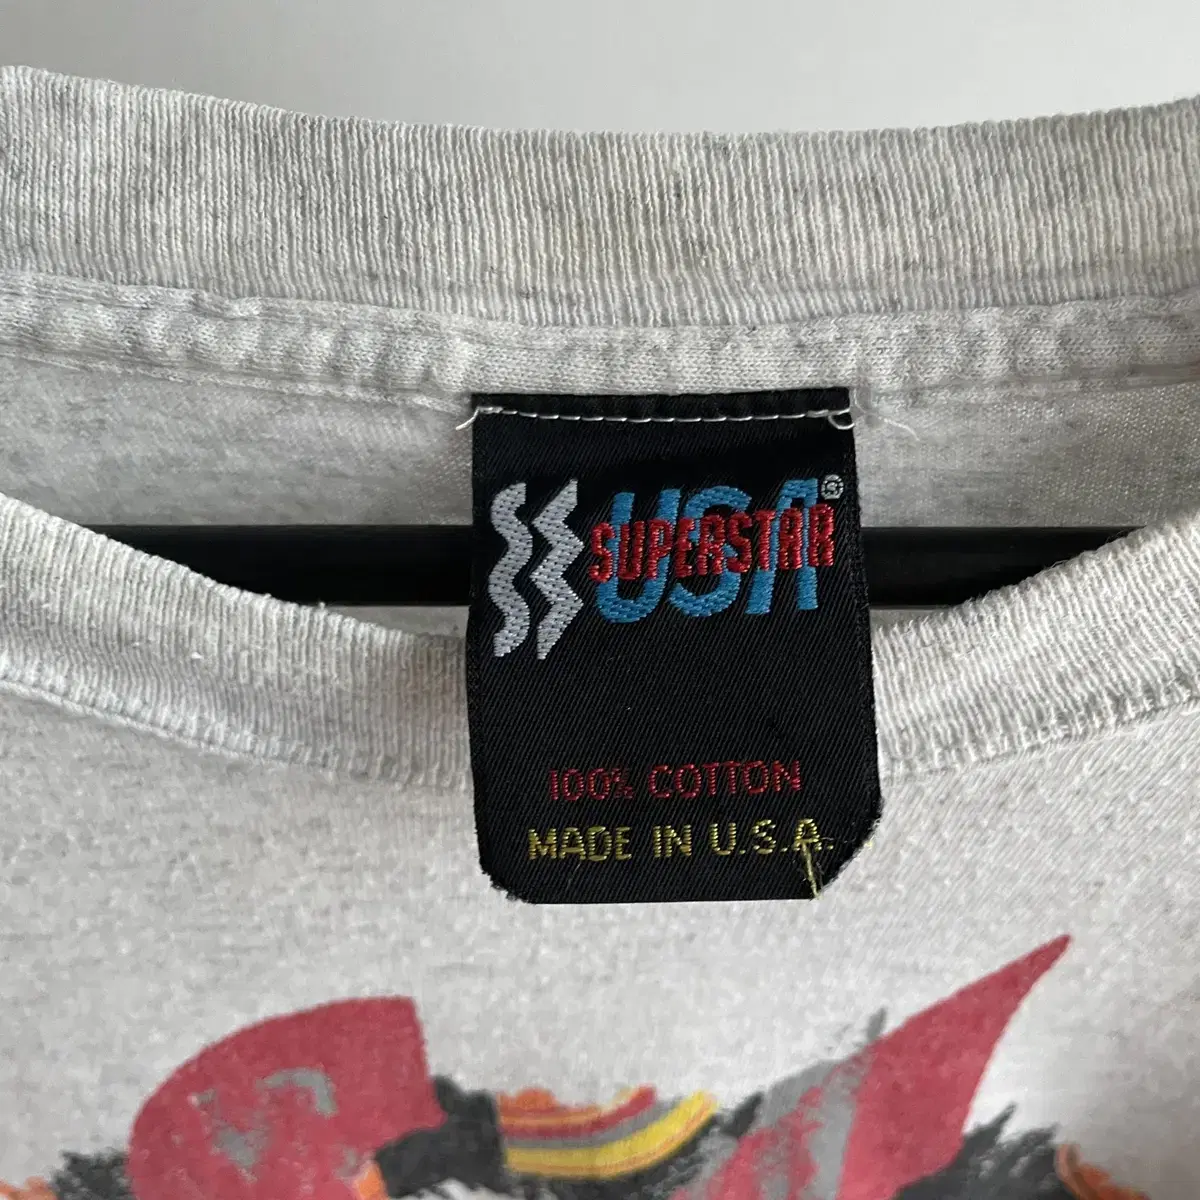 USA®
SUPERSTAR
100% COTTON
MADE IN U.S.A.